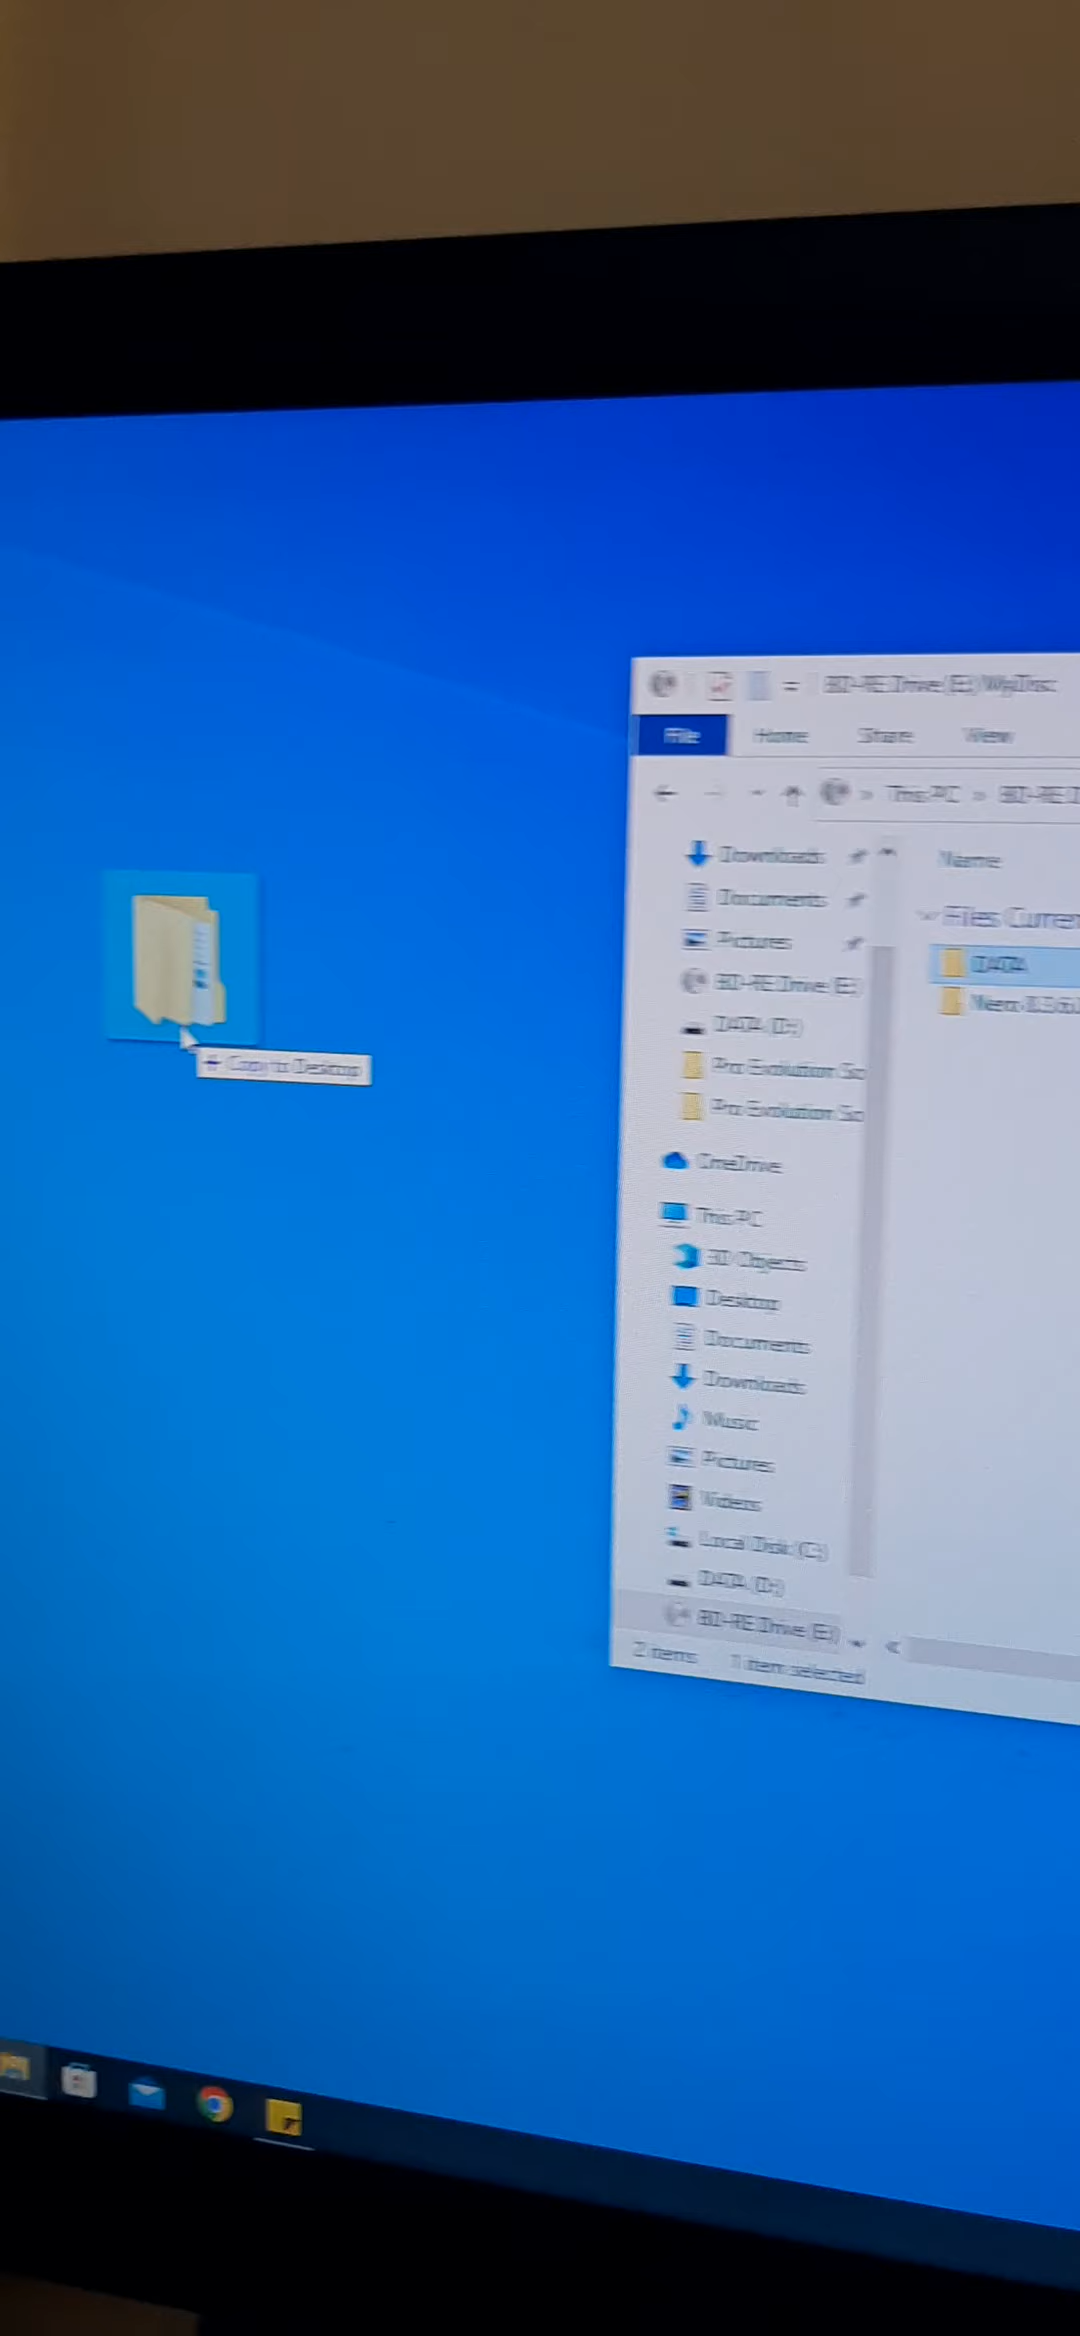 BD-RE Drive (E:) MyDisc
File Home Share View
This PC > BD-RE D
Downloads
Name
Documents
Files Curren
Pictures
DATA
BD-RE Drive (E:)
DATA (D:)
Pro Evolution So
Pro Evolution So
+ Copy to Desktop
OneDrive
This PC
3D Objects
Desktop
Documents
Downloads
Music
Pictures
Videos
Local Disk (C:)
DATA (D:)
BD-RE Drive (E:)
2 items 1 item selected